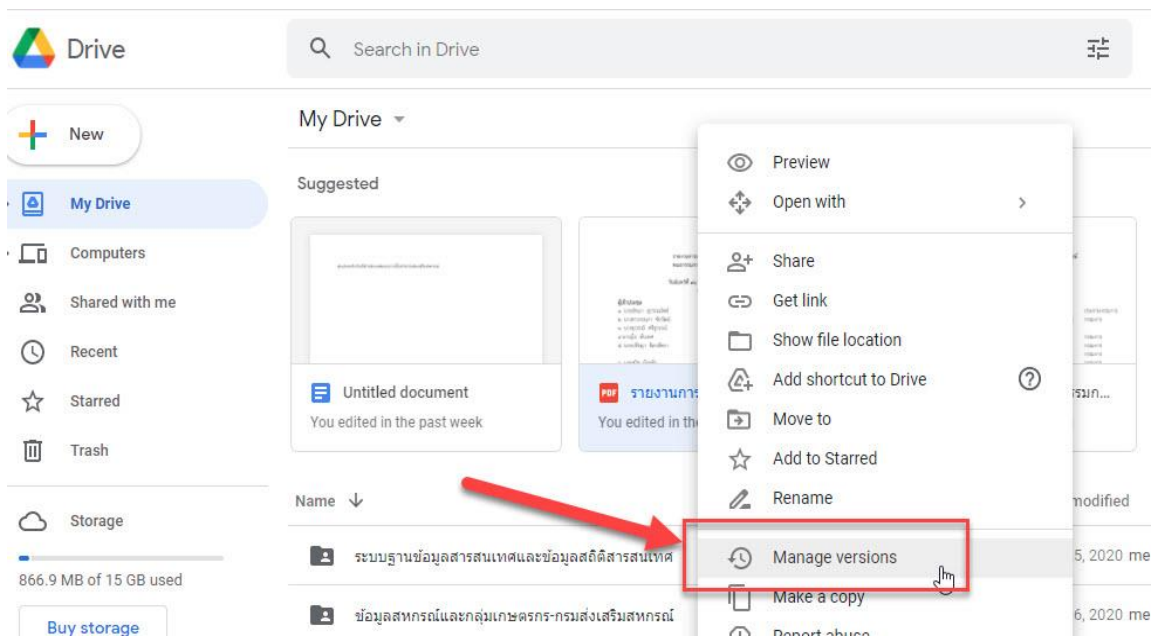 Drive
Search in Drive
New
My Drive
Computers
Shared with me
Recent
Starred
Trash
Storage
866.9 MB of 15 GB used
Buy storage
My Drive
Suggested
Untitled document
You edited in the past week
PDF รายงานการ
You edited in th
Name
modified
ระบบฐานข้อมูลสารสนเทศและข้อมูลสถิติสารสนเทศ
5, 2020 me
ข้อมูลสหกรณ์และกลุ่มเกษตรกร-กรมส่งเสริมสหกรณ์
6, 2020 me
Preview
Open with
Share
Get link
Show file location
Add shortcut to Drive
Move to
Add to Starred
Rename
Manage versions
Make a copy
Report abuse